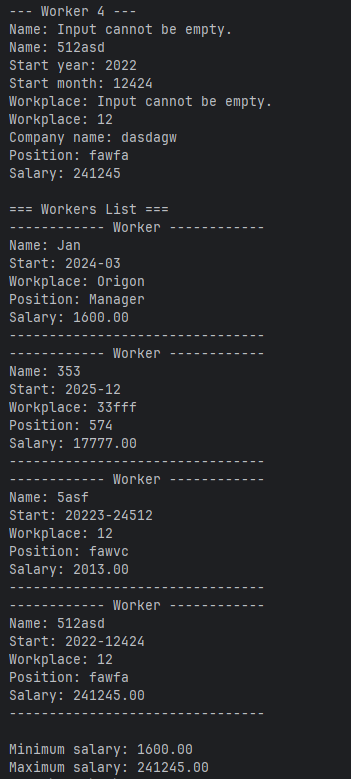 --- Worker 4 ---
Name: Input cannot be empty.
Name: 512asd
Start year: 2022
Start month: 12424
Workplace: Input cannot be empty.
Workplace: 12
Company name: dasdagw
Position: fawfa
Salary: 241245

=== Workers List ===
------------ Worker ------------
Name: Jan
Start: 2024-03
Workplace: Origon
Position: Manager
Salary: 1600.00
--------------------------------
------------ Worker ------------
Name: 353
Start: 2025-12
Workplace: 33fff
Position: 574
Salary: 17777.00
--------------------------------
------------ Worker ------------
Name: 5asf
Start: 20223-24512
Workplace: 12
Position: fawvc
Salary: 2013.00
--------------------------------
------------ Worker ------------
Name: 512asd
Start: 2022-12424
Workplace: 12
Position: fawfa
Salary: 241245.00
--------------------------------

Minimum salary: 1600.00
Maximum salary: 241245.00